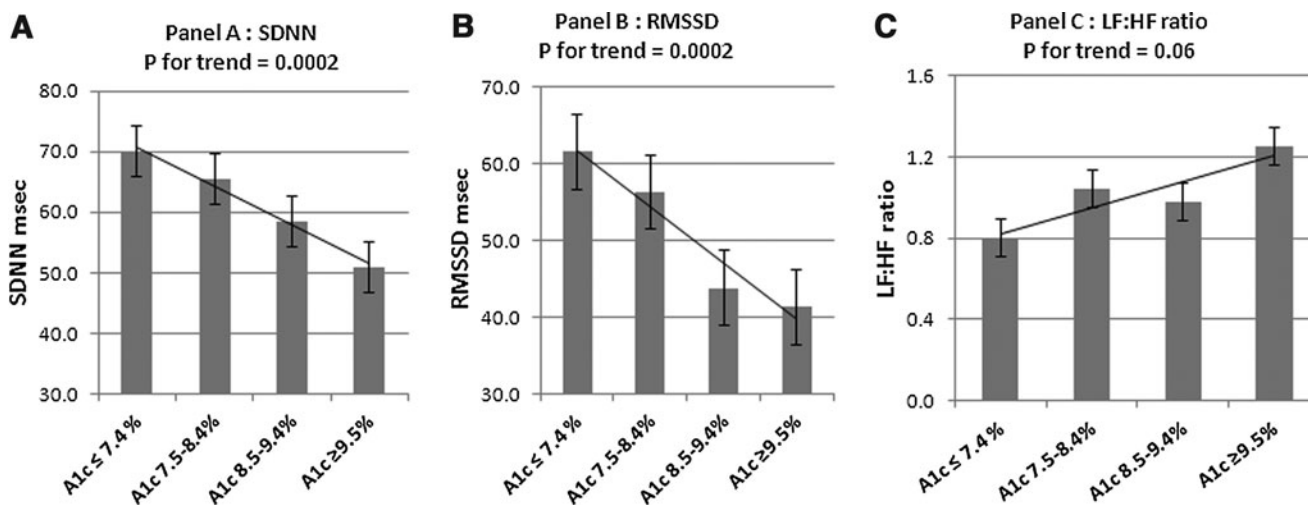 A
Panel A : SDNN
P for trend = 0.0002
SDNN msec
80.0
70.0
60.0
50.0
40.0
30.0
A1c ≤ 7.4 %
A1c 7.5-8.4%
A1c 8.5-9.4%
A1c ≥9.5%
B
Panel B : RMSSD
P for trend = 0.0002
RMSSD msec
70.0
60.0
50.0
40.0
30.0
A1c ≤ 7.4 %
A1c 7.5-8.4%
A1c 8.5-9.4%
A1c ≥9.5%
C
Panel C : LF:HF ratio
P for trend = 0.06
LF:HF ratio
1.6
1.2
0.8
0.4
0.0
A1c ≤ 7.4 %
A1c 7.5-8.4%
A1c 8.5-9.4%
A1c ≥9.5%